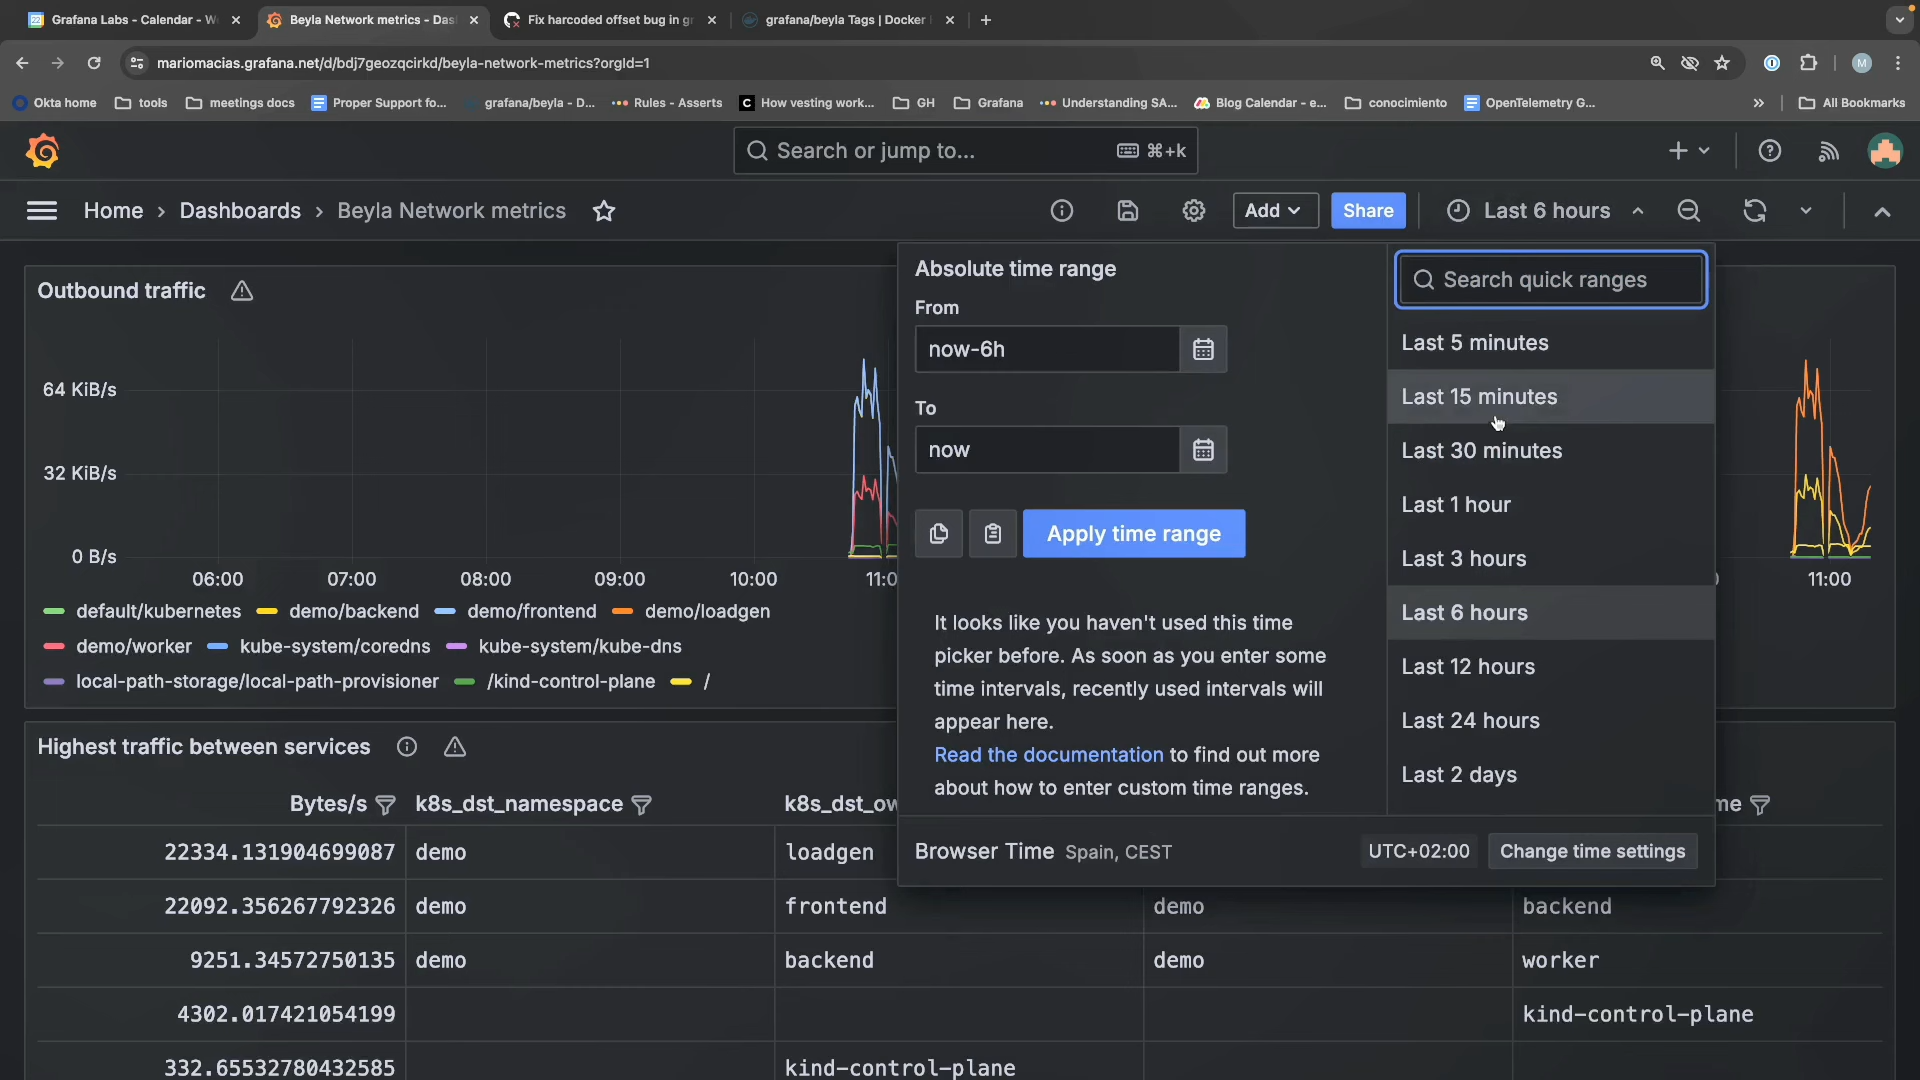 Grafana Labs - Calendar - W
Beyla Network metrics - Das
Fix harcoded offset bug in gr
grafana/beyla Tags | Docker
mariomacias.grafana.net/d/bdj7geozqcirkd/beyla-network-metrics?orgId=1
M
Okta home
tools
meetings docs
Proper Support fo...
grafana/beyla - D...
Rules - Asserts
How vesting work...
GH
Grafana
Understanding SA...
Blog Calendar - e...
conocimiento
OpenTelemetry G...
All Bookmarks
Search or jump to...
⌘+k
Home › Dashboards › Beyla Network metrics
Add
Share
Last 6 hours
Outbound traffic
64 KiB/s
32 KiB/s
0 B/s
06:00 07:00 08:00 09:00 10:00 11:0
default/kubernetes demo/backend demo/frontend demo/loadgen
demo/worker kube-system/coredns kube-system/kube-dns
local-path-storage/local-path-provisioner /kind-control-plane /
11:00
Absolute time range
From
now-6h
To
now
Apply time range
It looks like you haven't used this time
picker before. As soon as you enter some
time intervals, recently used intervals will
appear here.
Read the documentation to find out more
about how to enter custom time ranges.
Search quick ranges
Last 5 minutes
Last 15 minutes
Last 30 minutes
Last 1 hour
Last 3 hours
Last 6 hours
Last 12 hours
Last 24 hours
Last 2 days
Browser Time Spain, CEST
UTC+02:00
Change time settings
Highest traffic between services
Bytes/s k8s_dst_namespace k8s_dst_ow me
22334.131904699087 demo loadgen
22092.356267792326 demo frontend demo backend
9251.34572750135 demo backend demo worker
4302.017421054199 kind-control-plane
332.65532780432585 kind-control-plane